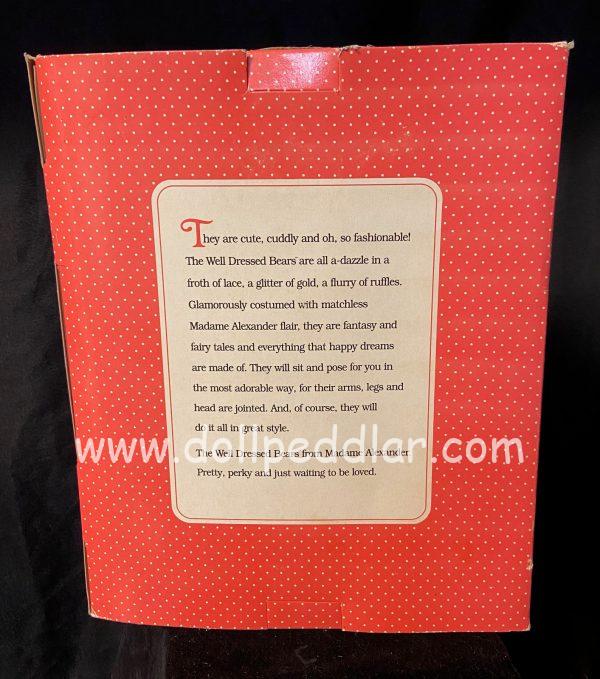 They are cute, cuddly and oh, so fashionable!
The Well Dressed Bears™ are all a-dazzle in a
froth of lace, a glitter of gold, a flurry of ruffles.
Glamorously costumed with matchless
Madame Alexander flair, they are fantasy and
fairy tales and everything that happy dreams
are made of. They will sit and pose for you in
the most adorable way, for their arms, legs and
head are jointed. And, of course, they will
do it all in great style.
www.dollpeddlar.com
The Well Dressed Bears from Madame Alexander
Pretty, perky and just waiting to be loved.